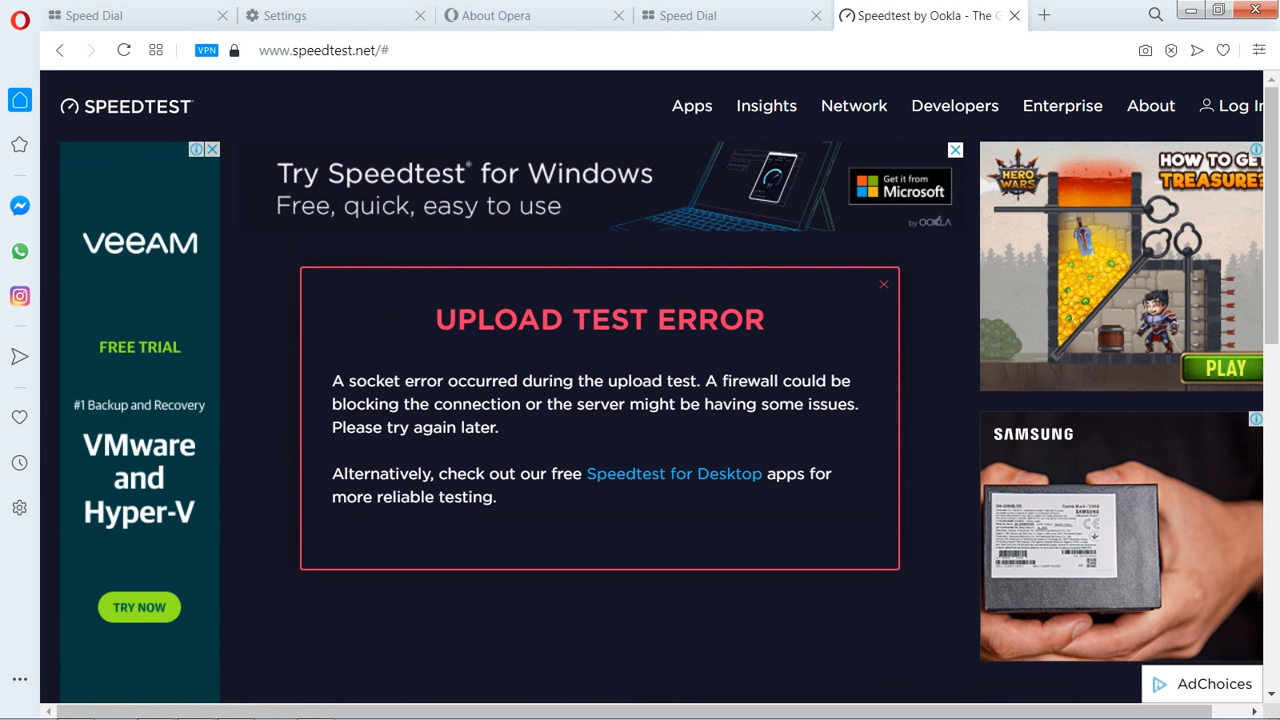 Speed Dial
Settings
About Opera
Speed Dial
Speedtest by Ookla - The G
VPN
www.speedtest.net/#
SPEEDTEST
Apps
Insights
Network
Developers
Enterprise
About
Log In
VEEAM
FREE TRIAL
#1 Backup and Recovery
VMware
and
Hyper-V
TRY NOW
Try Speedtest® for Windows
Free, quick, easy to use
Get it from
Microsoft
by OOKLA
UPLOAD TEST ERROR
A socket error occurred during the upload test. A firewall could be
blocking the connection or the server might be having some issues.
Please try again later.
Alternatively, check out our free Speedtest for Desktop apps for
more reliable testing.
HERO
WARS
HOW TO GET
TREASURE?
PLAY
SAMSUNG
SAMSUNG
AdChoices